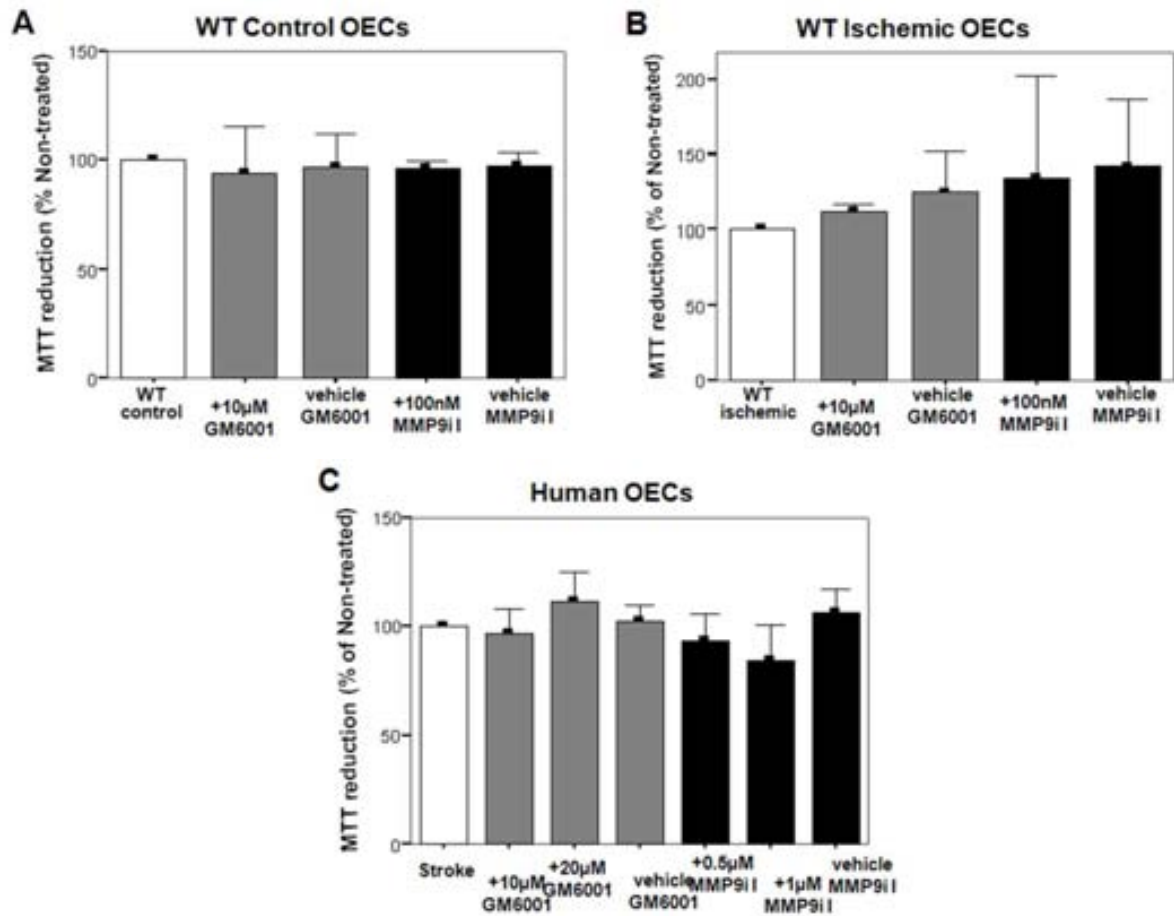 A
WT Control OECs
MTT reduction (% Non-treated)
150
100
50
0
WT
control
+10µM
GM6001
vehicle
GM6001
+100nM
MMP9i I
vehicle
MMP9i I
B
WT Ischemic OECs
MTT reduction (% of Non-treated)
200
150
100
50
0
WT
ischemic
+10µM
GM6001
vehicle
GM6001
+100nM
MMP9i I
vehicle
MMP9i I
C
Human OECs
MTT reduction (% of Non-treated)
150
100
50
0
Stroke
+10µM
GM6001
+20µM
GM6001
vehicle
GM6001
+0.5µM
MMP9i I
+1µM
MMP9i I
vehicle
MMP9i I